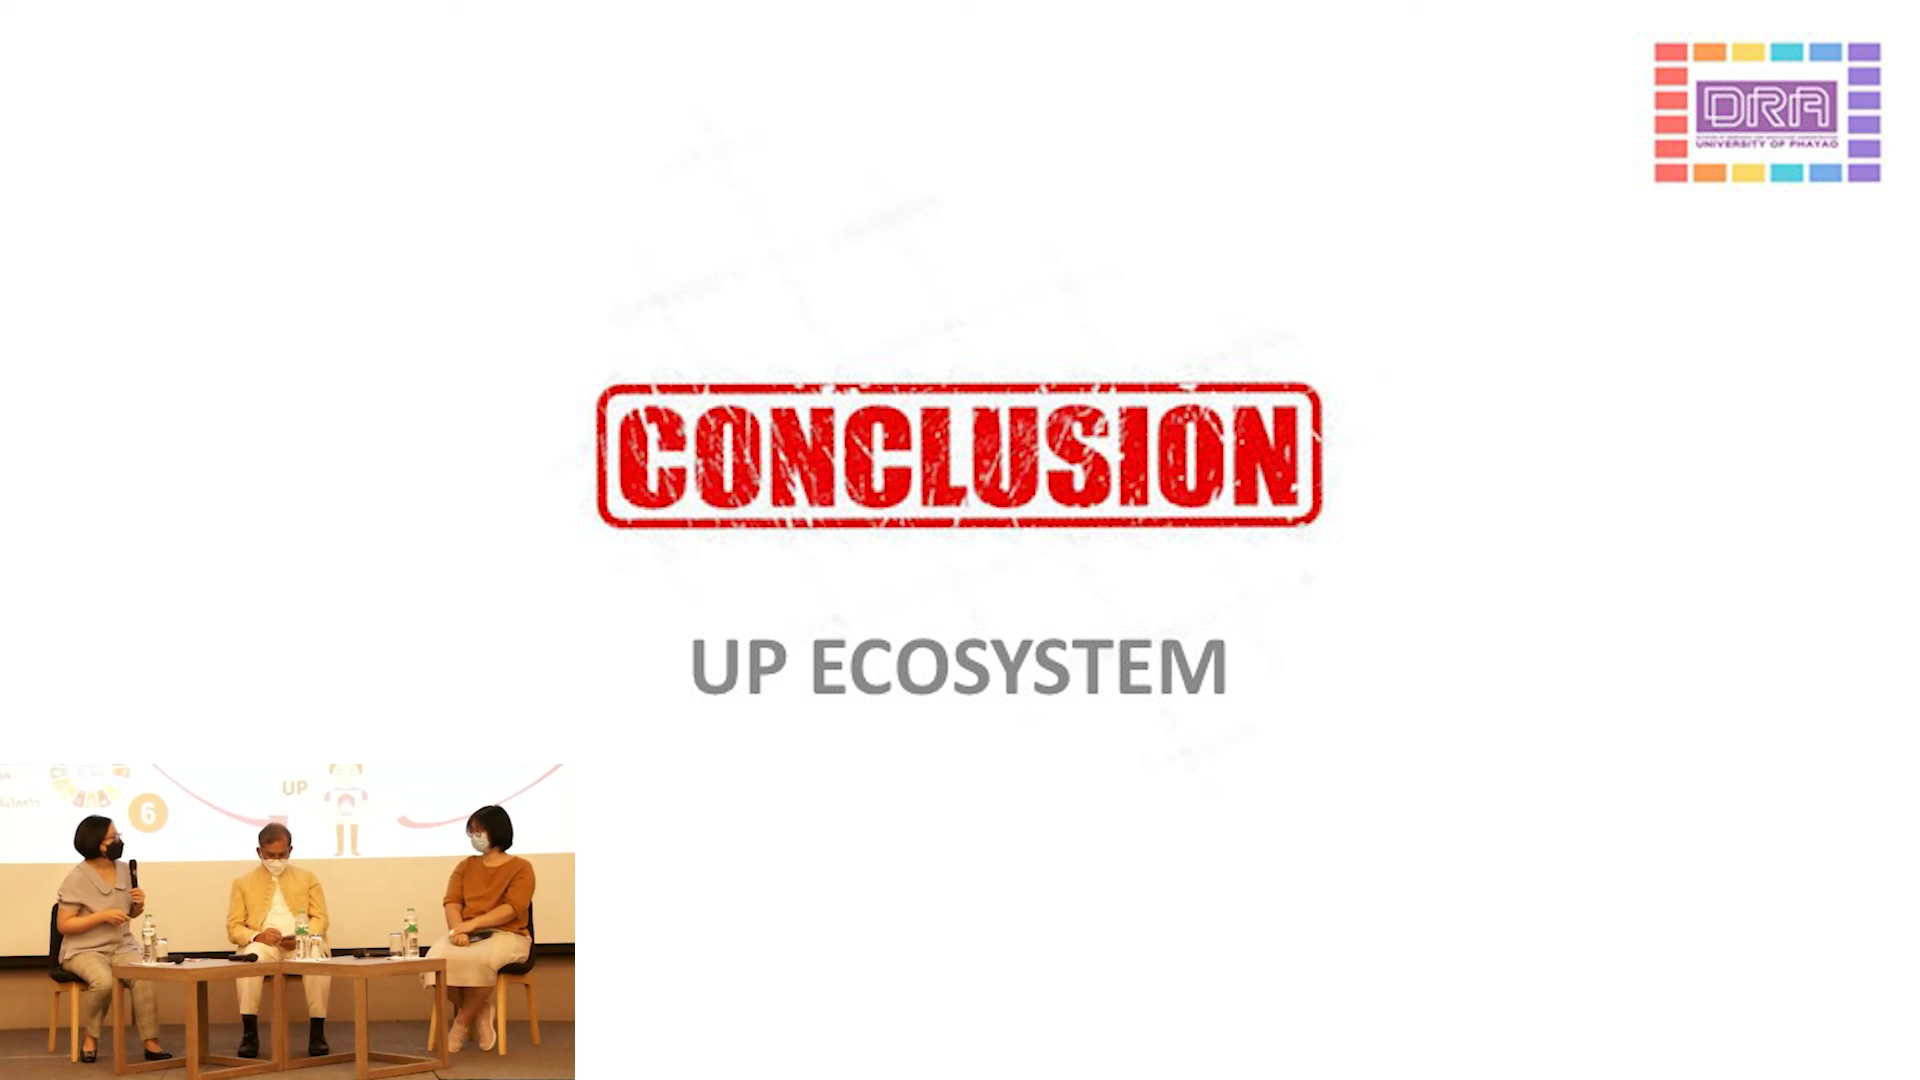 DRA
UNIVERSITY OF PHAYAO
CONCLUSION
UP ECOSYSTEM
UP
6